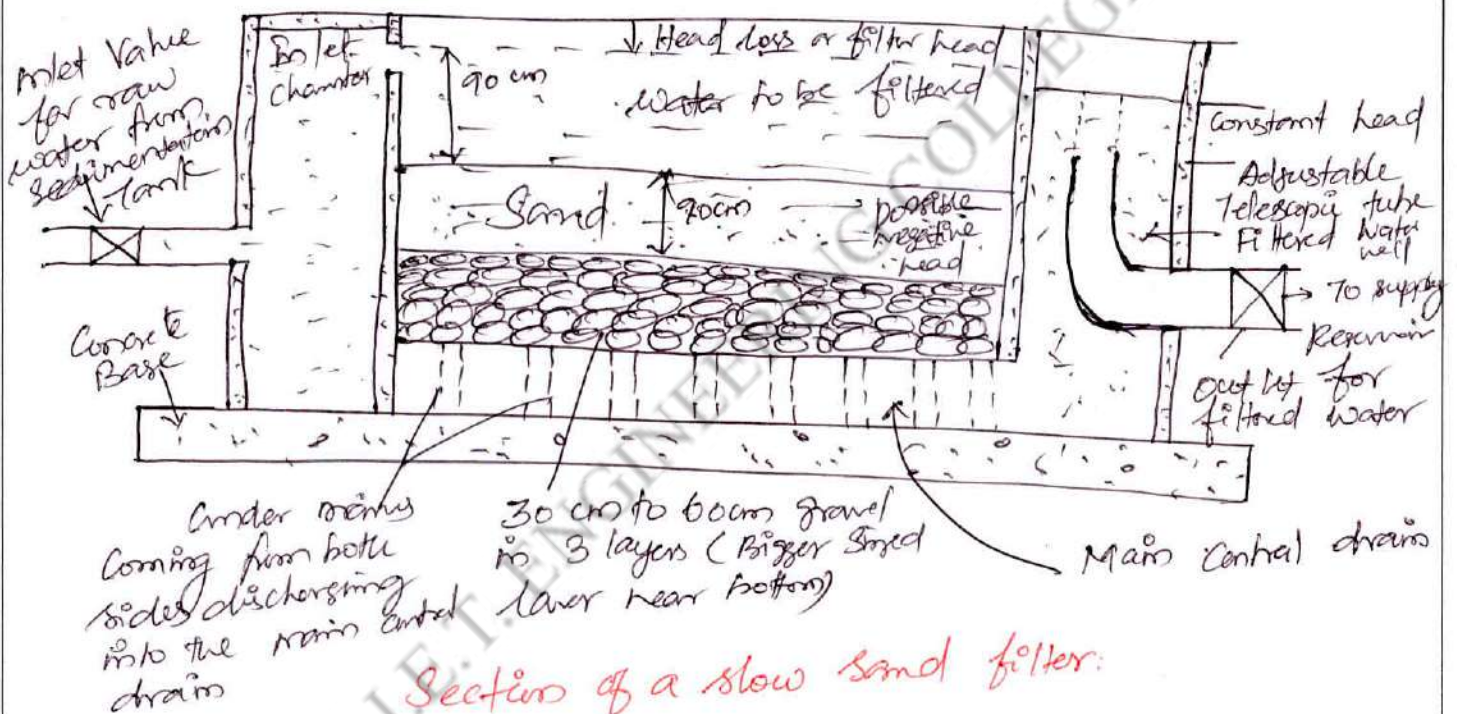 Inlet Valve
for raw
water from
sedimentation
Tank
Inlet
Chamber
90 cm
Head loss or filter head
Water to be filtered
Sand
90cm
possible
negative
head
Constant head
Adjustable
Telescopic tube
Filtered water
well
To supply
Reservoir
outlet for
filtered water
Concrete
Base
Coming from both
sides discharging
into the main central
drain
30 cm to 60cm gravel
in 3 layers (Bigger sized
layer near bottom)
Main central drain
Section of a slow sand filter:
E.T. ENGINEERING COLLEGE